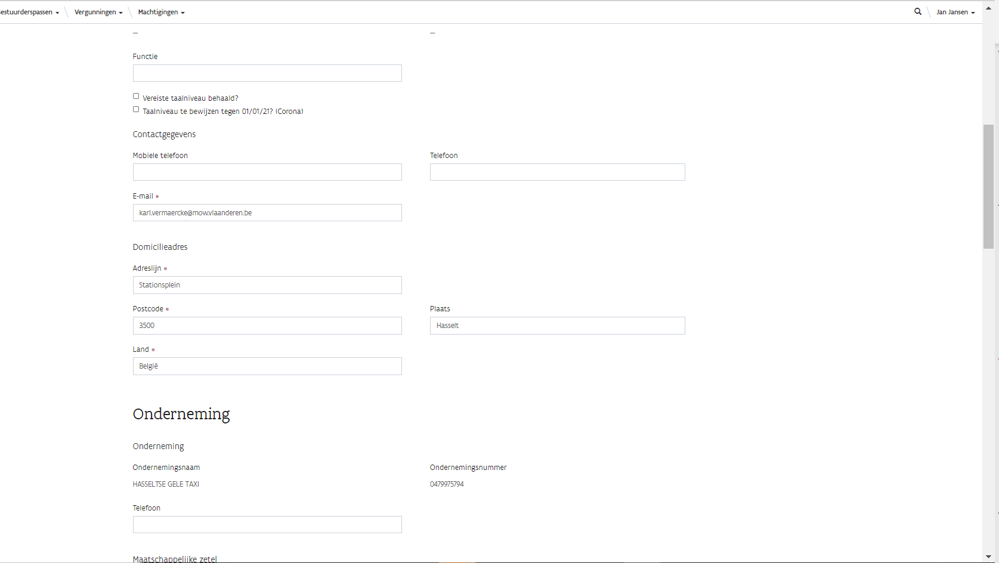 estuurderspassen Vergunningen Machtigingen Jan Jansen
– –
Functie
Vereiste taalniveau behaald?
Taalniveau te bewijzen tegen 01/01/21? (Corona)
Contactgegevens
Mobiele telefoon Telefoon
E-mail *
karl.vermaercke@mow.vlaanderen.be
Domicilieadres
Adreslijn *
Stationsplein
Postcode * Plaats
3500 Hasselt
Land *
België
Onderneming
Onderneming
Ondernemingsnaam Ondernemingsnummer
HASSELTSE GELE TAXI 0479975794
Telefoon
Maatschappelijke zetel